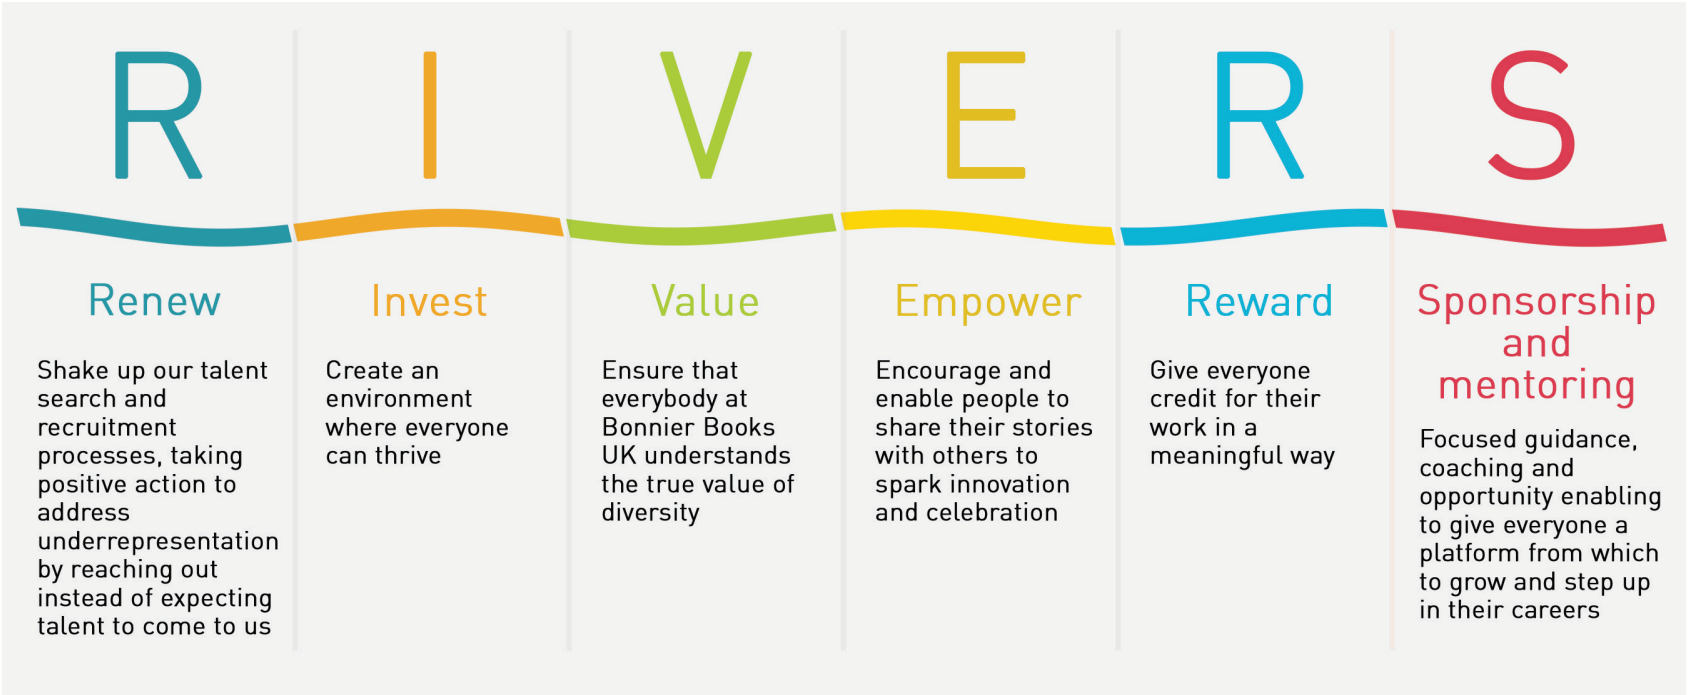 R I V E R S
Renew
Shake up our talent
search and
recruitment
processes, taking
positive action to
address
underrepresentation
by reaching out
instead of expecting
talent to come to us
Invest
Create an
environment
where everyone
can thrive
Value
Ensure that
everybody at
Bonnier Books
UK understands
the true value of
diversity
Empower
Encourage and
enable people to
share their stories
with others to
spark innovation
and celebration
Reward
Give everyone
credit for their
work in a
meaningful way
Sponsorship
and
mentoring
Focused guidance,
coaching and
opportunity enabling
to give everyone a
platform from which
to grow and step up
in their careers